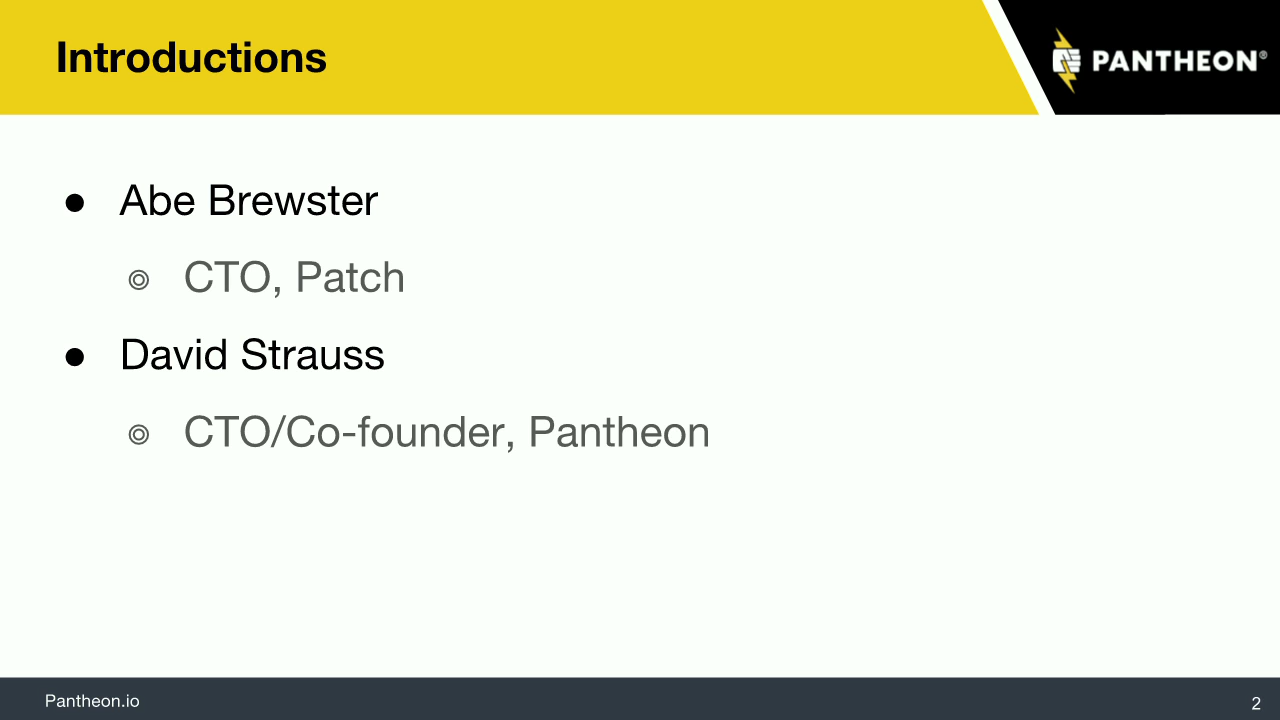 Introductions
PANTHEON®
● Abe Brewster
◎ CTO, Patch
● David Strauss
◎ CTO/Co-founder, Pantheon
Pantheon.io
2